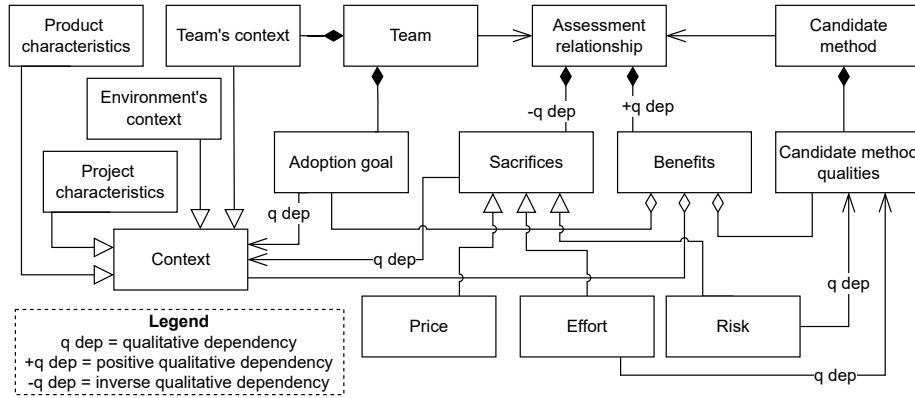 Product
characteristics
Team's context
Team
Assessment
relationship
Candidate
method
Environment's
context
-q dep
+q dep
Project
characteristics
Adoption goal
Sacrifices
Benefits
Candidate method
qualities
q dep
Context
q dep
q dep
Price
Effort
Risk
q dep
Legend
q dep = qualitative dependency
+q dep = positive qualitative dependency
-q dep = inverse qualitative dependency